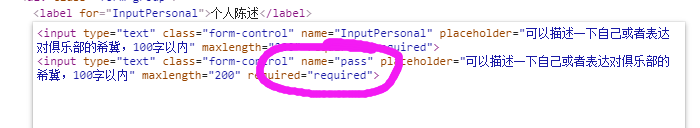 <label for="InputPersonal">个人陈述</label>
<input type="text" class="form-control" name="InputPersonal" placeholder="可以描述一下自己或者表达
对俱乐部的希冀，100字以内" maxlength= required">
<input type="text" class="form-control" name="pass" placeholder="可以描述一下自己或者表达对俱乐部的
希冀，100字以内" maxlength="200" required="required">